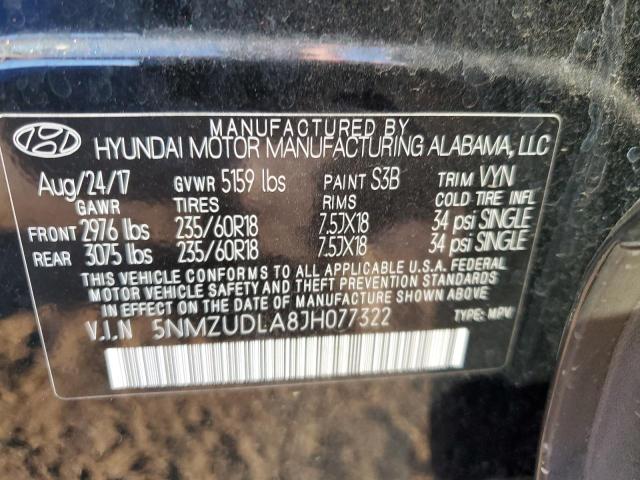 MANUFACTURED BY
HYUNDAI MOTOR MANUFACTURING ALABAMA, LLC
Aug/24/17 GVWR 5159 lbs PAINT S3B TRIM VYN
GAWR TIRES RIMS COLD TIRE INFL
FRONT 2976 lbs 235/60R18 7.5JX18 34 psi SINGLE
REAR 3075 lbs 235/60R18 7.5JX18 34 psi SINGLE
THIS VEHICLE CONFORMS TO ALL APPLICABLE U.S.A. FEDERAL
MOTOR VEHICLE SAFETY AND THEFT PREVENTION STANDARDS
IN EFFECT ON THE DATE OF MANUFACTURE SHOWN ABOVE
V.I.N 5NMZUDLA8JH077322 TYPE: MPV